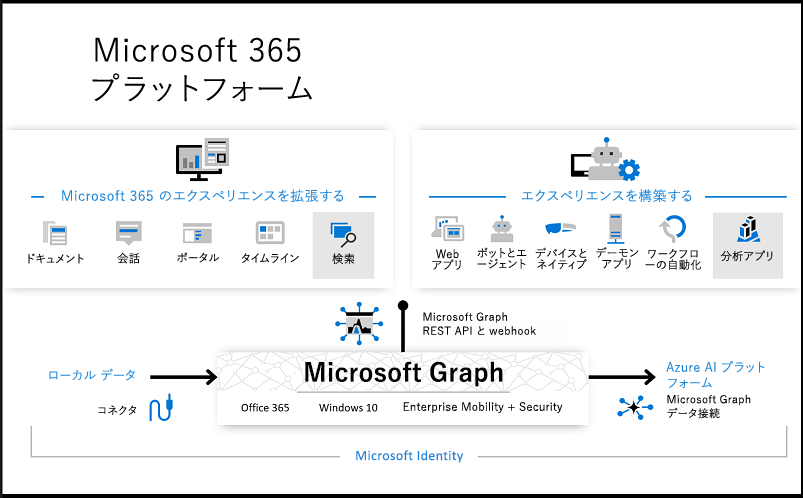 Microsoft 365
プラットフォーム
Microsoft 365 のエクスペリエンスを拡張する
ドキュメント
会話
ポータル
タイムライン
検索
エクスペリエンスを構築する
Web
アプリ
ボットとエ
ージェント
デバイスと
ネイティブ
デーモン
アプリ
ワークフロ
ーの自動化
分析アプリ
Microsoft Graph
REST API と webhook
ローカル データ
コネクタ
Microsoft Graph
Office 365
Windows 10
Enterprise Mobility + Security
Azure AI プラット
フォーム
Microsoft Graph
データ接続
Microsoft Identity